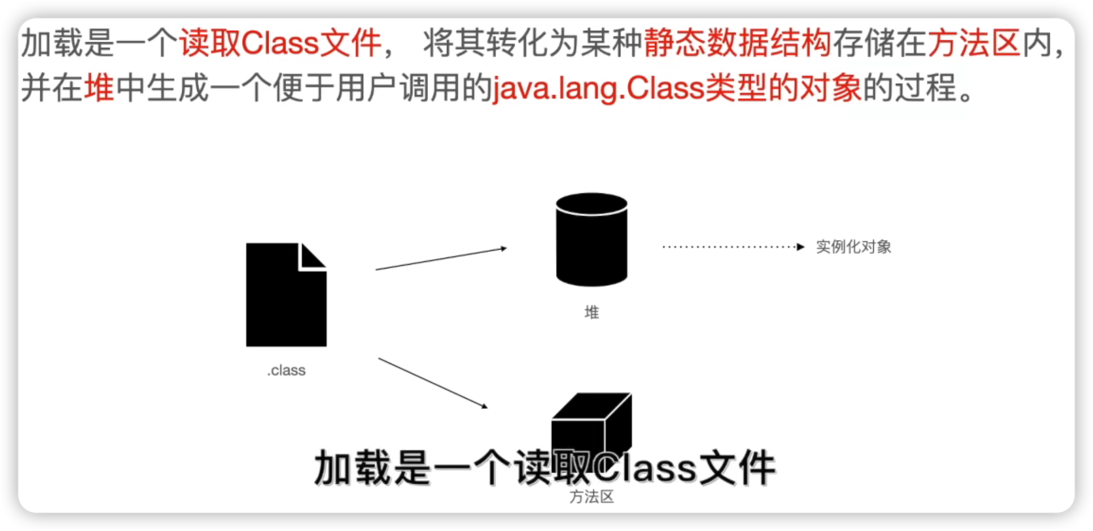 加载是一个读取Class文件， 将其转化为某种静态数据结构存储在方法区内，
并在堆中生成一个便于用户调用的java.lang.Class类型的对象的过程。
实例化对象
堆
.class
加载是一个读取Class文件
方法区